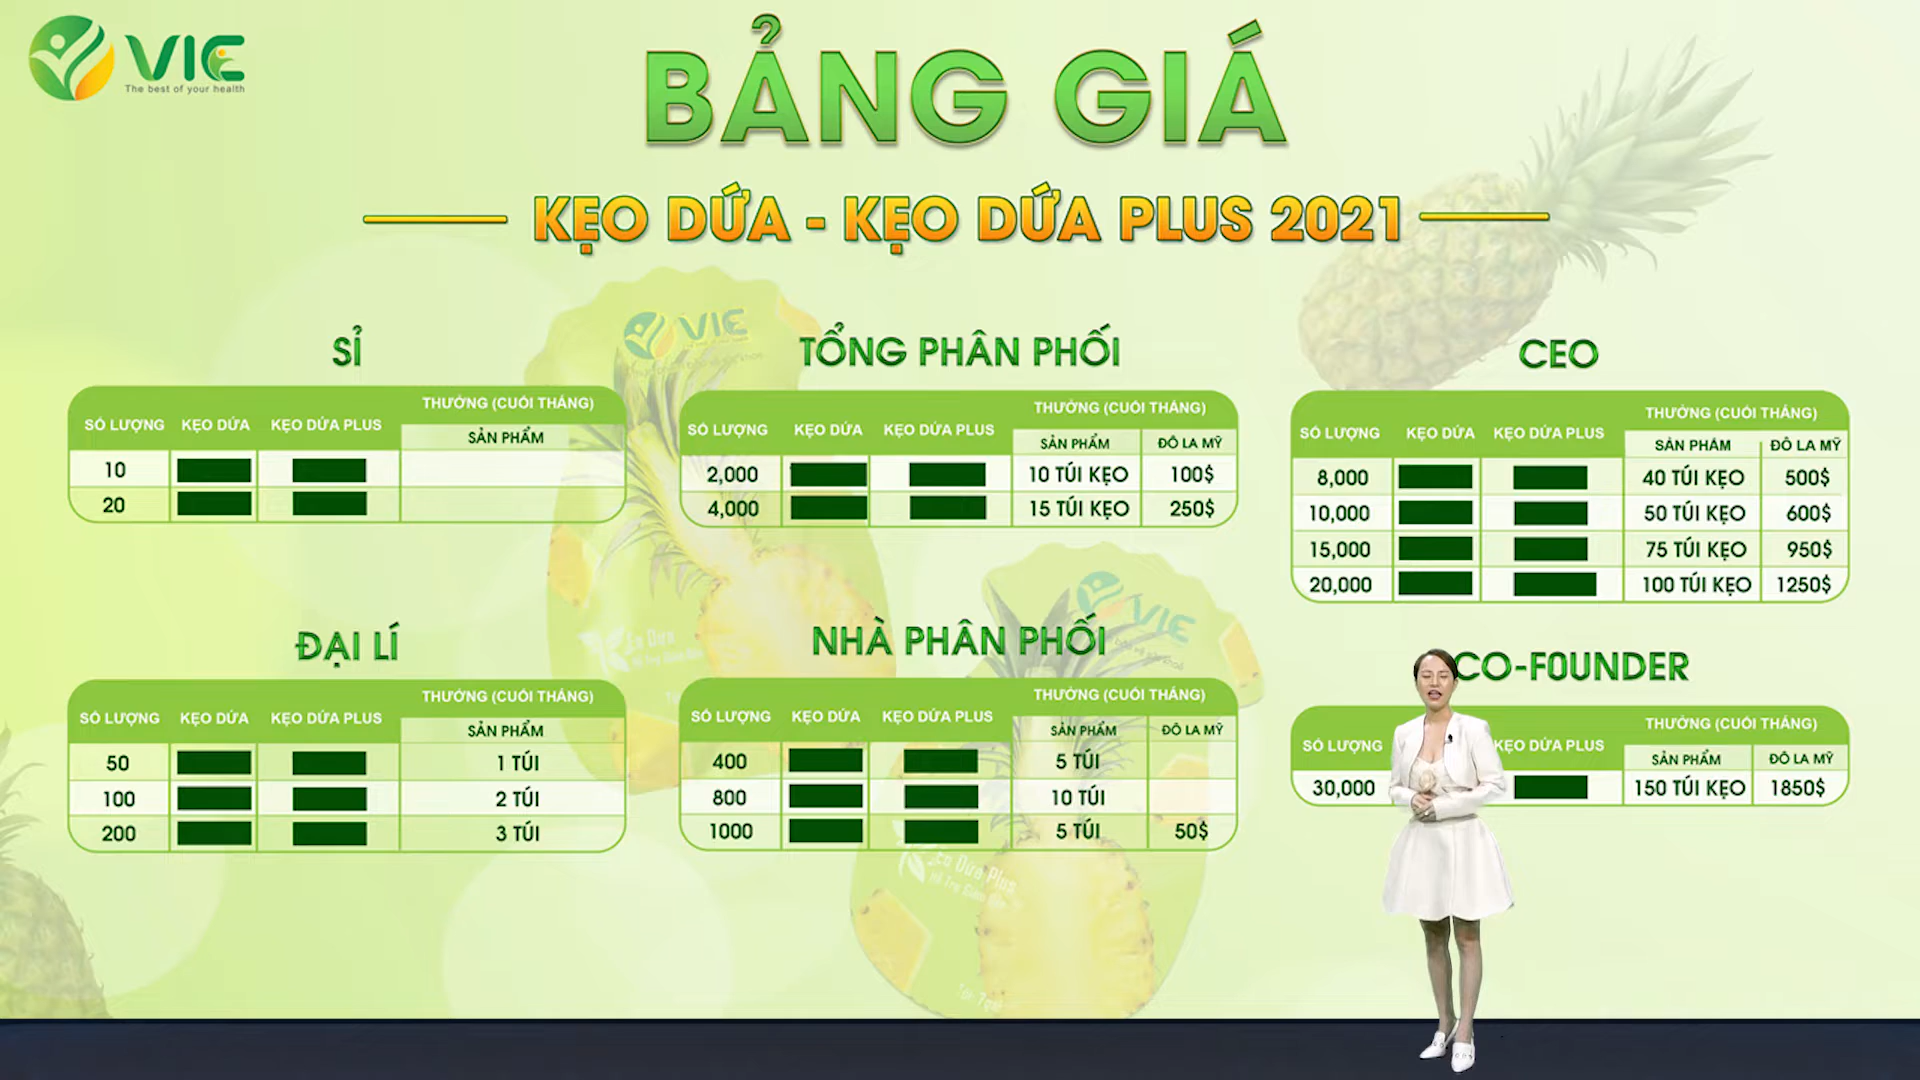 VIE
The best of your health
BẢNG GIÁ
KẸO DỨA - KẸO DỨA PLUS 2021
SỈ
SỐ LƯỢNG KẸO DỨA KẸO DỨA PLUS THƯỞNG (CUỐI THÁNG)
SẢN PHẨM
10
20
TỔNG PHÂN PHỐI
SỐ LƯỢNG KẸO DỨA KẸO DỨA PLUS THƯỞNG (CUỐI THÁNG)
SẢN PHẨM ĐÔ LA MỸ
2,000 10 TÚI KẸO 100$
4,000 15 TÚI KẸO 250$
CEO
SỐ LƯỢNG KẸO DỨA KẸO DỨA PLUS THƯỞNG (CUỐI THÁNG)
SẢN PHẨM ĐÔ LA MỸ
8,000 40 TÚI KẸO 500$
10,000 50 TÚI KẸO 600$
15,000 75 TÚI KẸO 950$
20,000 100 TÚI KẸO 1250$
ĐẠI LÍ
SỐ LƯỢNG KẸO DỨA KẸO DỨA PLUS THƯỞNG (CUỐI THÁNG)
SẢN PHẨM
50 1 TÚI
100 2 TÚI
200 3 TÚI
NHÀ PHÂN PHỐI
SỐ LƯỢNG KẸO DỨA KẸO DỨA PLUS THƯỞNG (CUỐI THÁNG)
SẢN PHẨM ĐÔ LA MỸ
400 5 TÚI
800 10 TÚI
1000 5 TÚI 50$
CO-FOUNDER
SỐ LƯỢNG KẸO DỨA PLUS THƯỞNG (CUỐI THÁNG)
SẢN PHẨM ĐÔ LA MỸ
30,000 150 TÚI KẸO 1850$
VIE
VIE